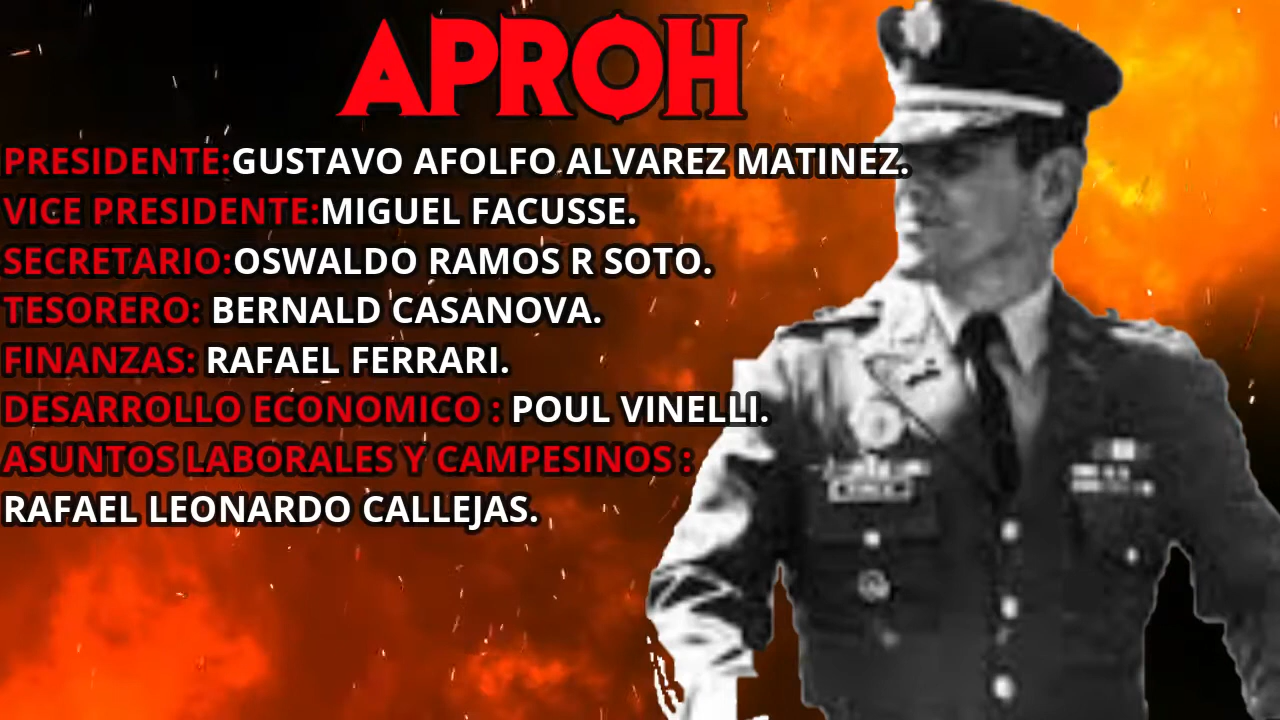 APROH
PRESIDENTE:GUSTAVO AFOLFO ALVAREZ MATINEZ.
VICE PRESIDENTE:MIGUEL FACUSSE.
SECRETARIO:OSWALDO RAMOS R SOTO.
TESORERO: BERNALD CASANOVA.
FINANZAS: RAFAEL FERRARI.
DESARROLLO ECONOMICO : POUL VINELLI.
ASUNTOS LABORALES Y CAMPESINOS :
RAFAEL LEONARDO CALLEJAS.